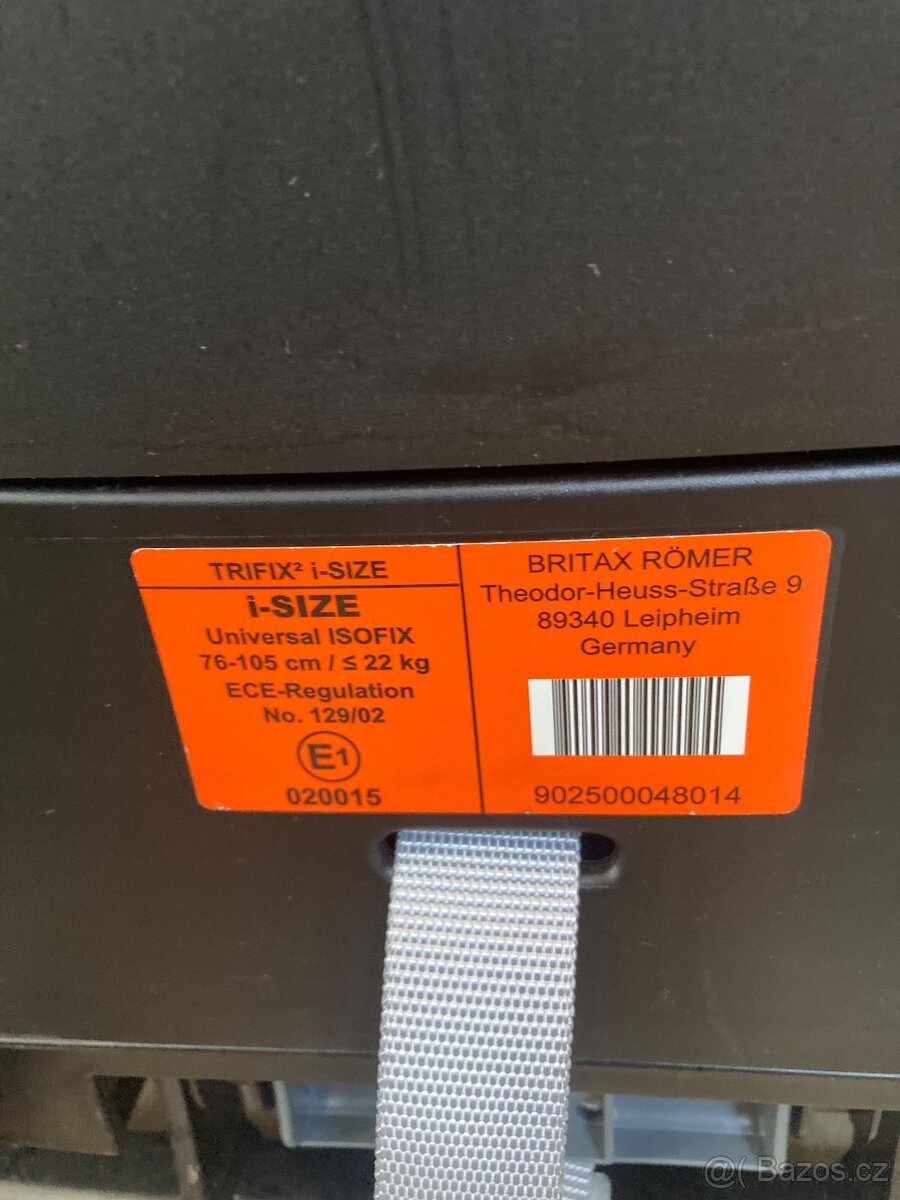 TRIFIX² i-SIZE
i-SIZE
Universal ISOFIX
76-105 cm / ≤ 22 kg
ECE-Regulation
No. 129/02
E1
020015
BRITAX RÖMER
Theodor-Heuss-Straße 9
89340 Leipheim
Germany
902500048014
@( Bazos.cz